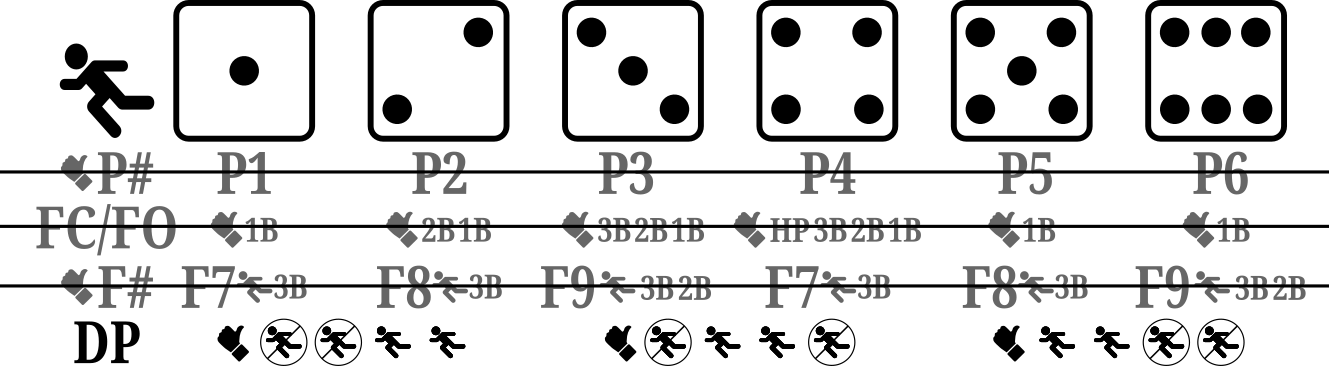 P# P1 P2 P3 P4 P5 P6
FC/FO 1B 2B1B 3B2B1B HP3B2B1B 1B 1B
F# F7 3B F8 3B F9 3B2B F7 3B F8 3B F9 3B2B
DP